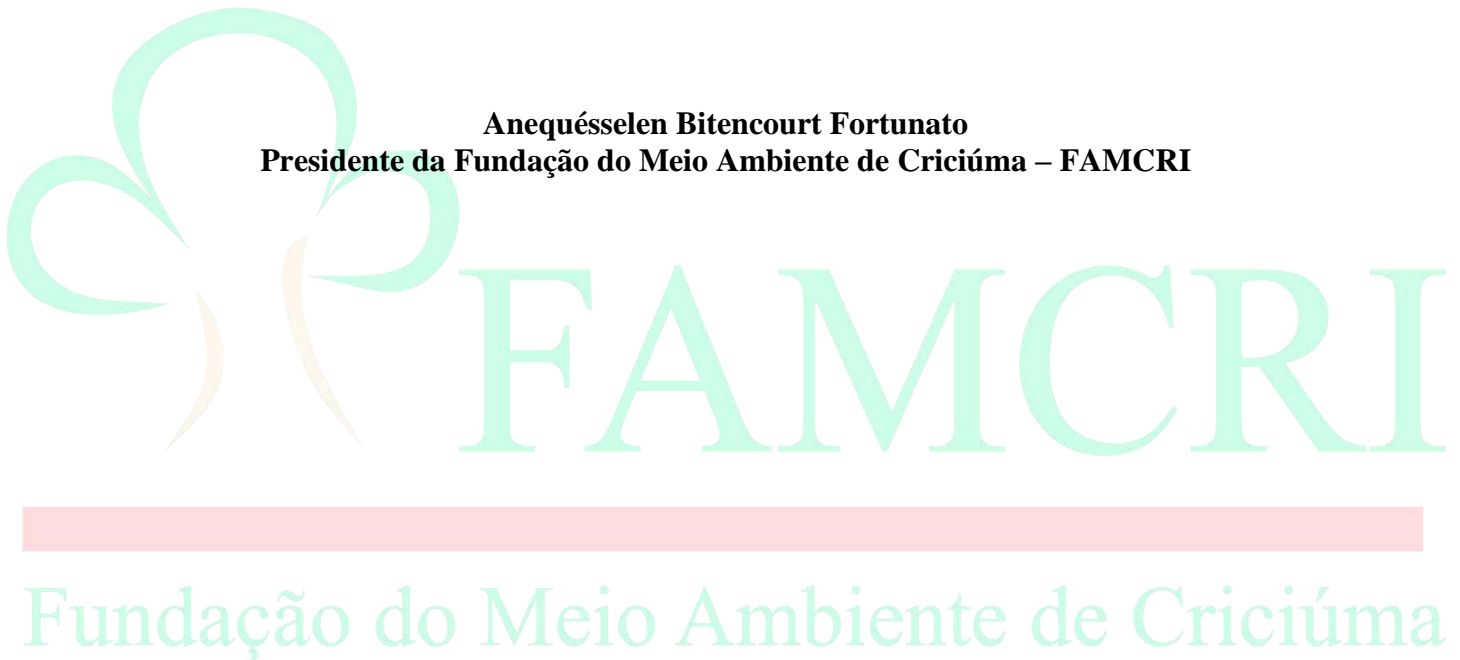 Anequésselen Bitencourt Fortunato
Presidente da Fundação do Meio Ambiente de Criciúma – FAMCRI
FAMCRI
Fundação do Meio Ambiente de Criciúma